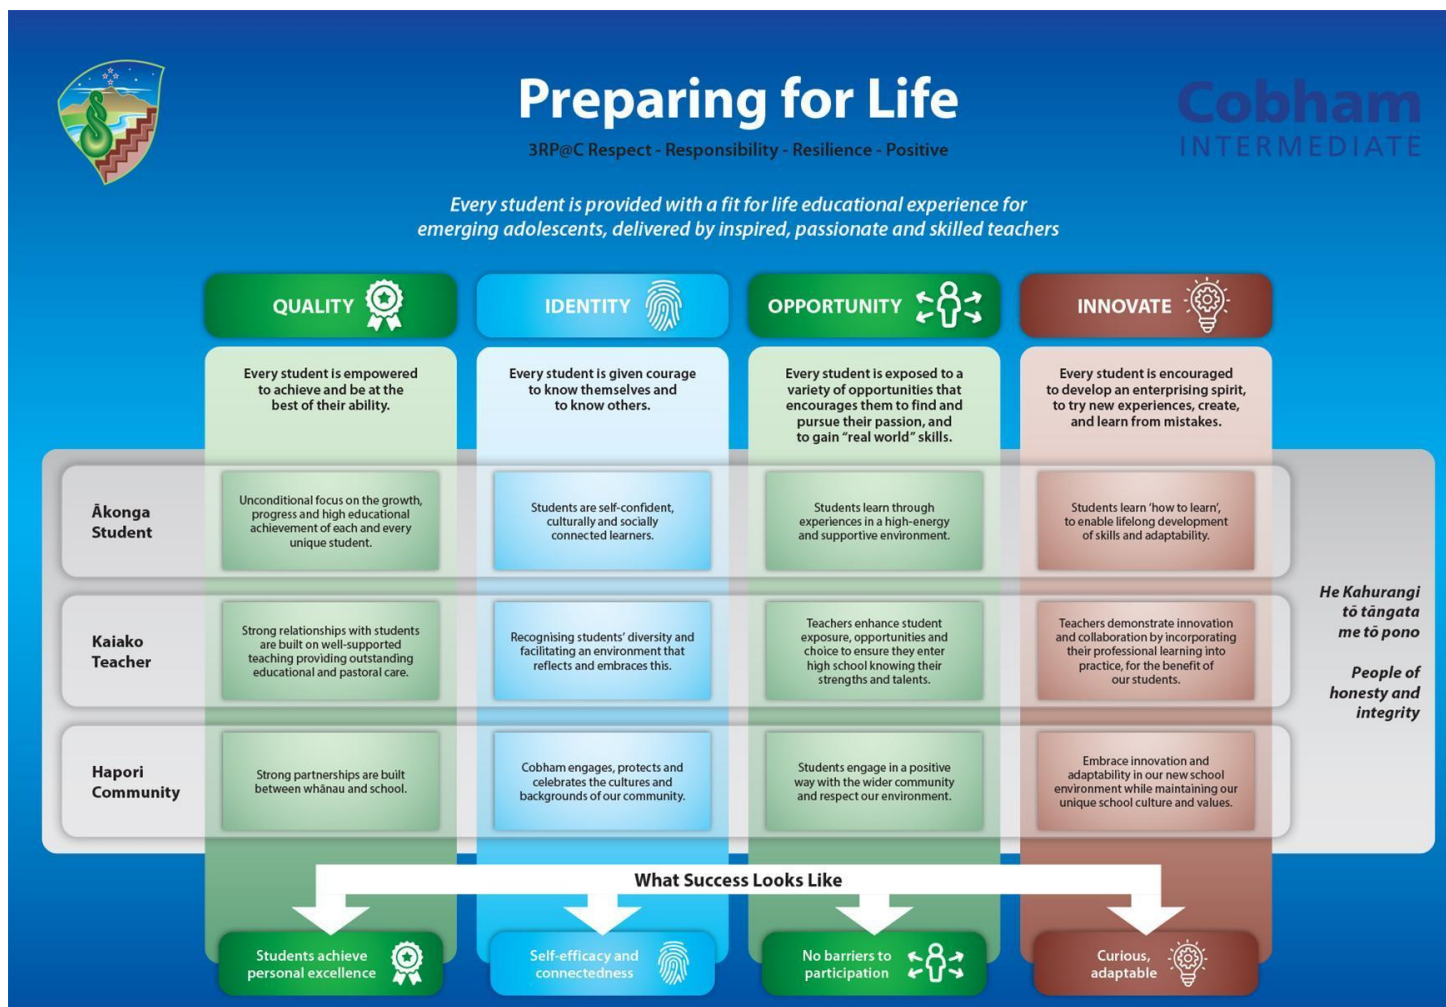 Preparing for Life
Cobham
INTERMEDIATE
3RP@C Respect - Responsibility - Resilience - Positive
Every student is provided with a fit for life educational experience for
emerging adolescents, delivered by inspired, passionate and skilled teachers
QUALITY
IDENTITY
OPPORTUNITY
INNOVATE
Every student is empowered
to achieve and be at the
best of their ability.
Every student is given courage
to know themselves and
to know others.
Every student is exposed to a
variety of opportunities that
encourages them to find and
pursue their passion, and
to gain “real world” skills.
Every student is encouraged
to develop an enterprising spirit,
to try new experiences, create,
and learn from mistakes.
Ākonga
Student
Unconditional focus on the growth,
progress and high educational
achievement of each and every
unique student.
Students are self-confident,
culturally and socially
connected learners.
Students learn through
experiences in a high-energy
and supportive environment.
Students learn ‘how to learn’,
to enable lifelong development
of skills and adaptability.
Kaiako
Teacher
Strong relationships with students
are built on well-supported
teaching providing outstanding
educational and pastoral care.
Recognising students’ diversity and
facilitating an environment that
reflects and embraces this.
Teachers enhance student
exposure, opportunities and
choice to ensure they enter
high school knowing their
strengths and talents.
Teachers demonstrate innovation
and collaboration by incorporating
their professional learning into
practice, for the benefit of
our students.
Hapori
Community
Strong partnerships are built
between whānau and school.
Cobham engages, protects and
celebrates the cultures and
backgrounds of our community.
Students engage in a positive
way with the wider community
and respect our environment.
Embrace innovation and
adaptability in our new school
environment while maintaining our
unique school culture and values.
He Kahurangi
tō tāngata
me tō pono
People of
honesty and
integrity
What Success Looks Like
Students achieve
personal excellence
Self-efficacy and
connectedness
No barriers to
participation
Curious,
adaptable